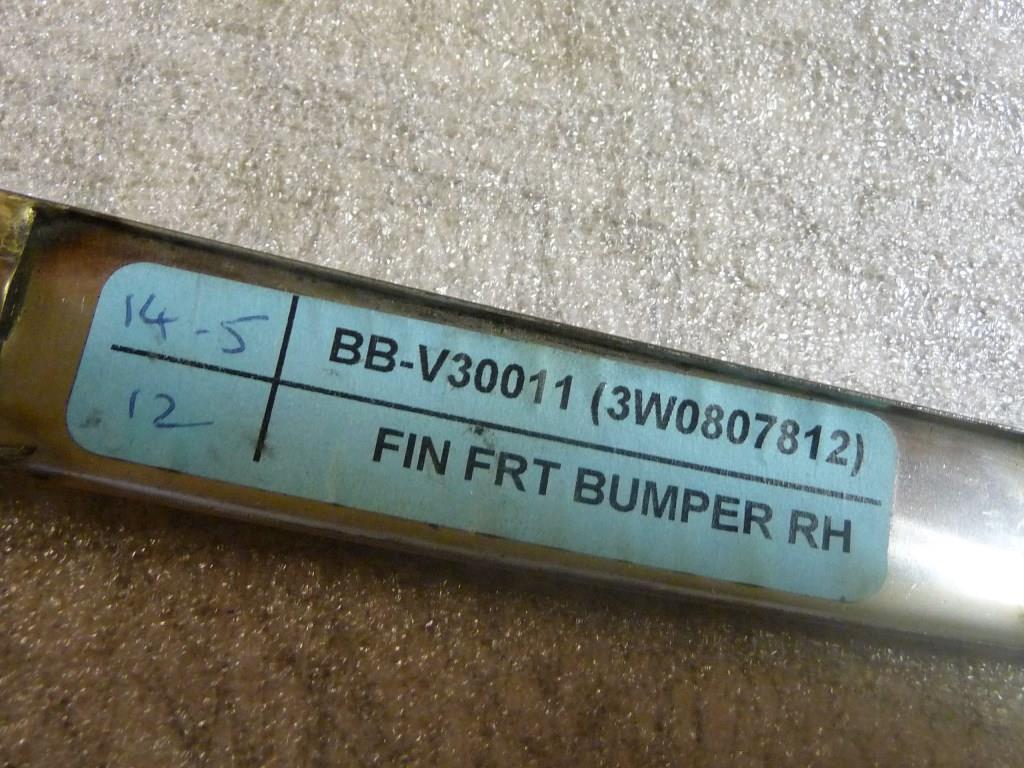 14-5
12
BB-V30011 (3W0807812)
FIN FRT BUMPER RH